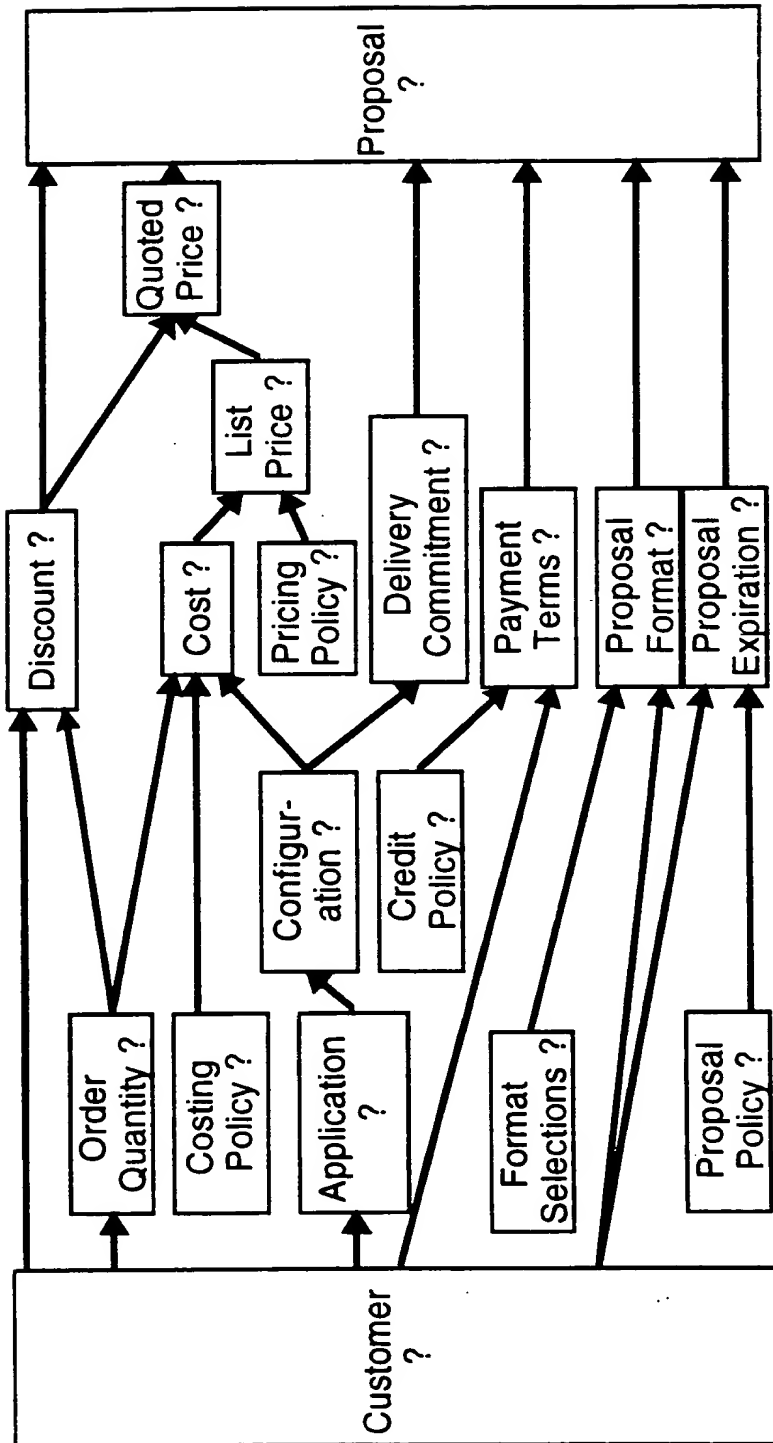 Customer
?
Order
Quantity ?
Costing
Policy ?
Application
?
Format
Selections ?
Proposal
Policy ?
Configur-
ation ?
Credit
Policy ?
Discount ?
Cost ?
Pricing
Policy ?
Delivery
Commitment ?
Payment
Terms ?
Proposal
Format ?
Proposal
Expiration ?
List
Price ?
Quoted
Price ?
Proposal
?